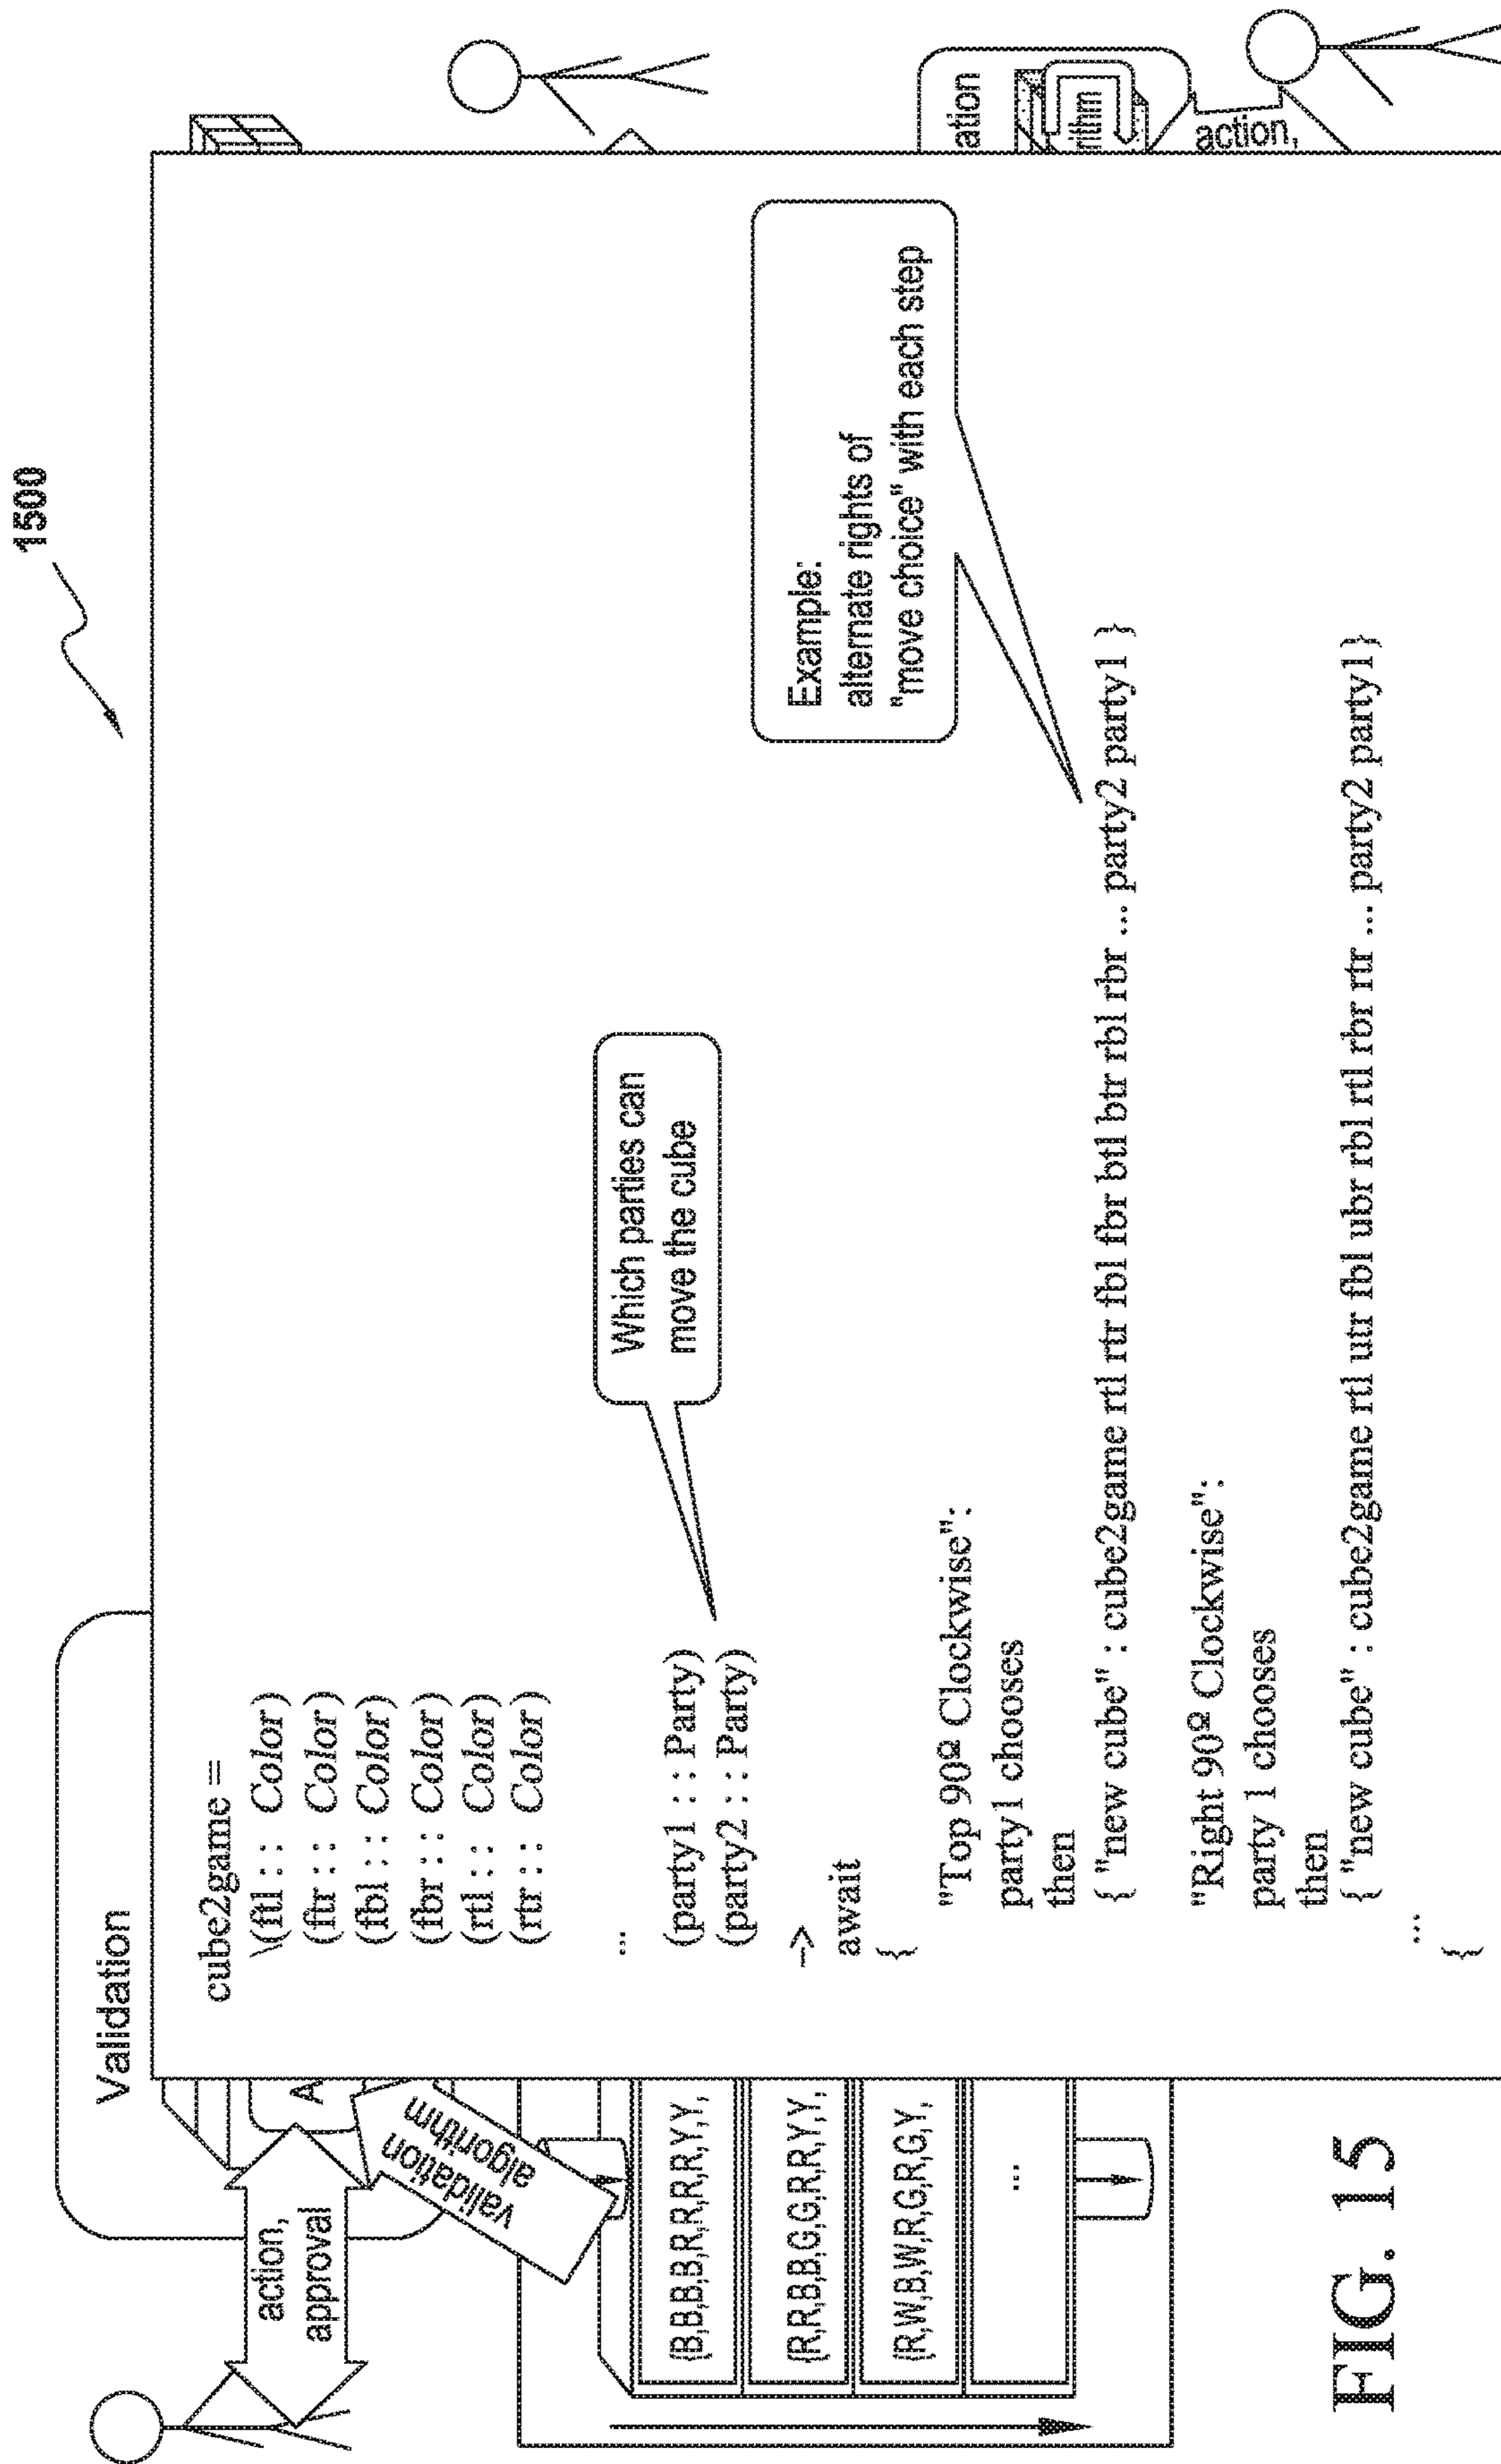 1500
Validation
action,
approval
A
validation
algorithm
{B,B,B,B,R,R,R,R,Y,Y,
{R,R,B,B,G,G,R,R,Y,Y,
{R,W,B,W,R,G,R,G,Y,
...
cube2game =
\(ftl : : Color )
(ftr : : Color )
(fbl : : Color )
(fbr : : Color )
(rtl : : Color )
(rtr : : Color )
...
(party1 : : Party)
(party2 : : Party)
Which parties can
move the cube
->
await
{
"Top 90º Clockwise":
party1 chooses
then
{ "new cube" : cube2game rtl rtr fbl fbr btl btr rbl rbr ... party2 party1 }
Example:
alternate rights of
"move choice" with each step
"Right 90º Clockwise":
party 1 chooses
then
{ "new cube" : cube2game rtl utr fbl ubr rbl rtl rbr rtr ... party2 party1}
...
{
ation
ithm
action,
FIG. 15